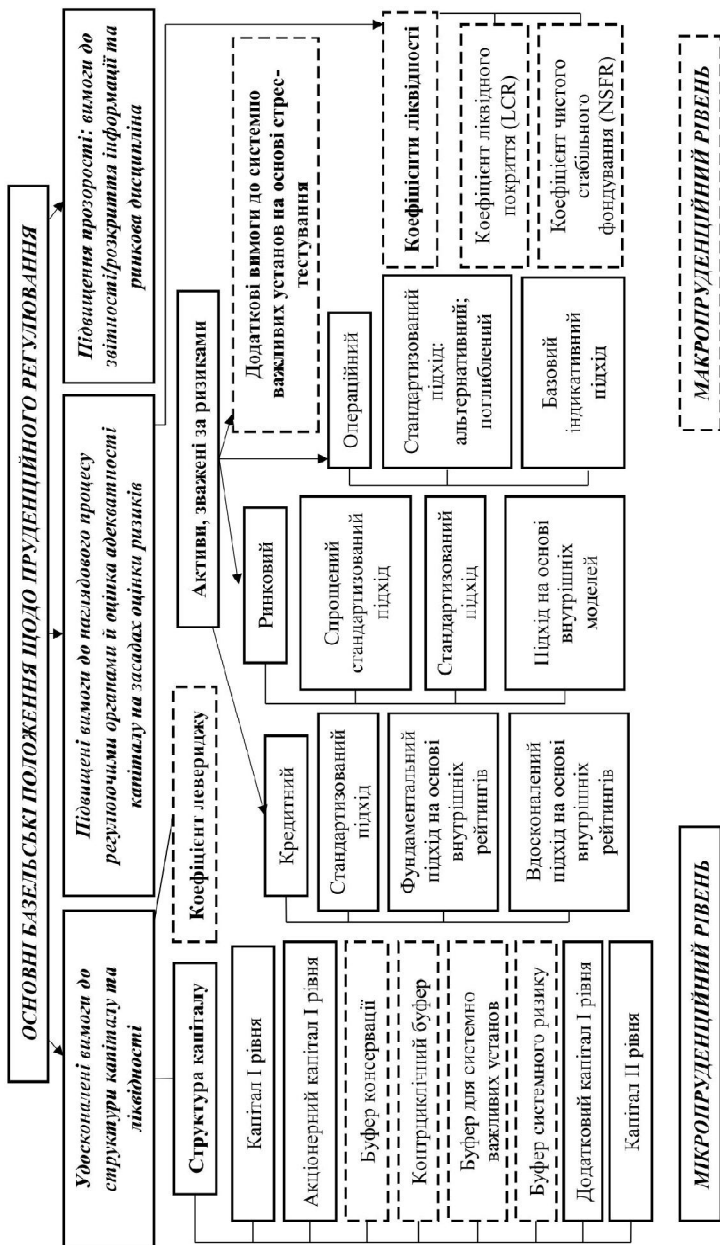 ОСНОВНІ БАЗЕЛЬСЬКІ ПОЛОЖЕННЯ ЩОДО ПРУДЕНЦІЙНОГО РЕГУЛЮВАННЯ
Удосконалені вимоги до
структури капіталу та
ліквідності
Підвищені вимоги до наглядового процесу
регулюючими органами й оцінка адекватності
капіталу на засадах оцінки ризиків
Підвищення прозорості: вимоги до
звітності/розкриття інформації та
ринкова дисципліна
Структура капіталу
Капітал I рівня
Акціонерний капітал I рівня
Буфер консервації
Контрциклічний буфер
Буфер для системно
важливих установ
Буфер системного ризику
Додатковий капітал I рівня
Капітал II рівня
Коефіцієнт левериджу
Активи, зважені за ризиками
Кредитний
Стандартизований
підхід
Фундаментальний
підхід на основі
внутрішніх
рейтингів
Вдосконалений
підхід на основі
внутрішніх
рейтингів
Ринковий
Спрощений
стандартизований
підхід
Стандартизований
підхід
Підхід на основі
внутрішніх
моделей
Операційний
Стандартизований
підхід:
альтернативний;
поглиблений
Базовий
індикативний
підхід
Додаткові вимоги до системно
важливих установ на основі стрес-
тестування
Коефішієнти ліквідності
Коефіцієнт ліквідного
покриття (LCR)
Коефіцієнт чистого
стабільного
фондування (NSFR)
МІКРОПРУДЕНЦІЙНИЙ РІВЕНЬ
МАКРОПРУДЕНЦІЙНИЙ РІВЕНЬ